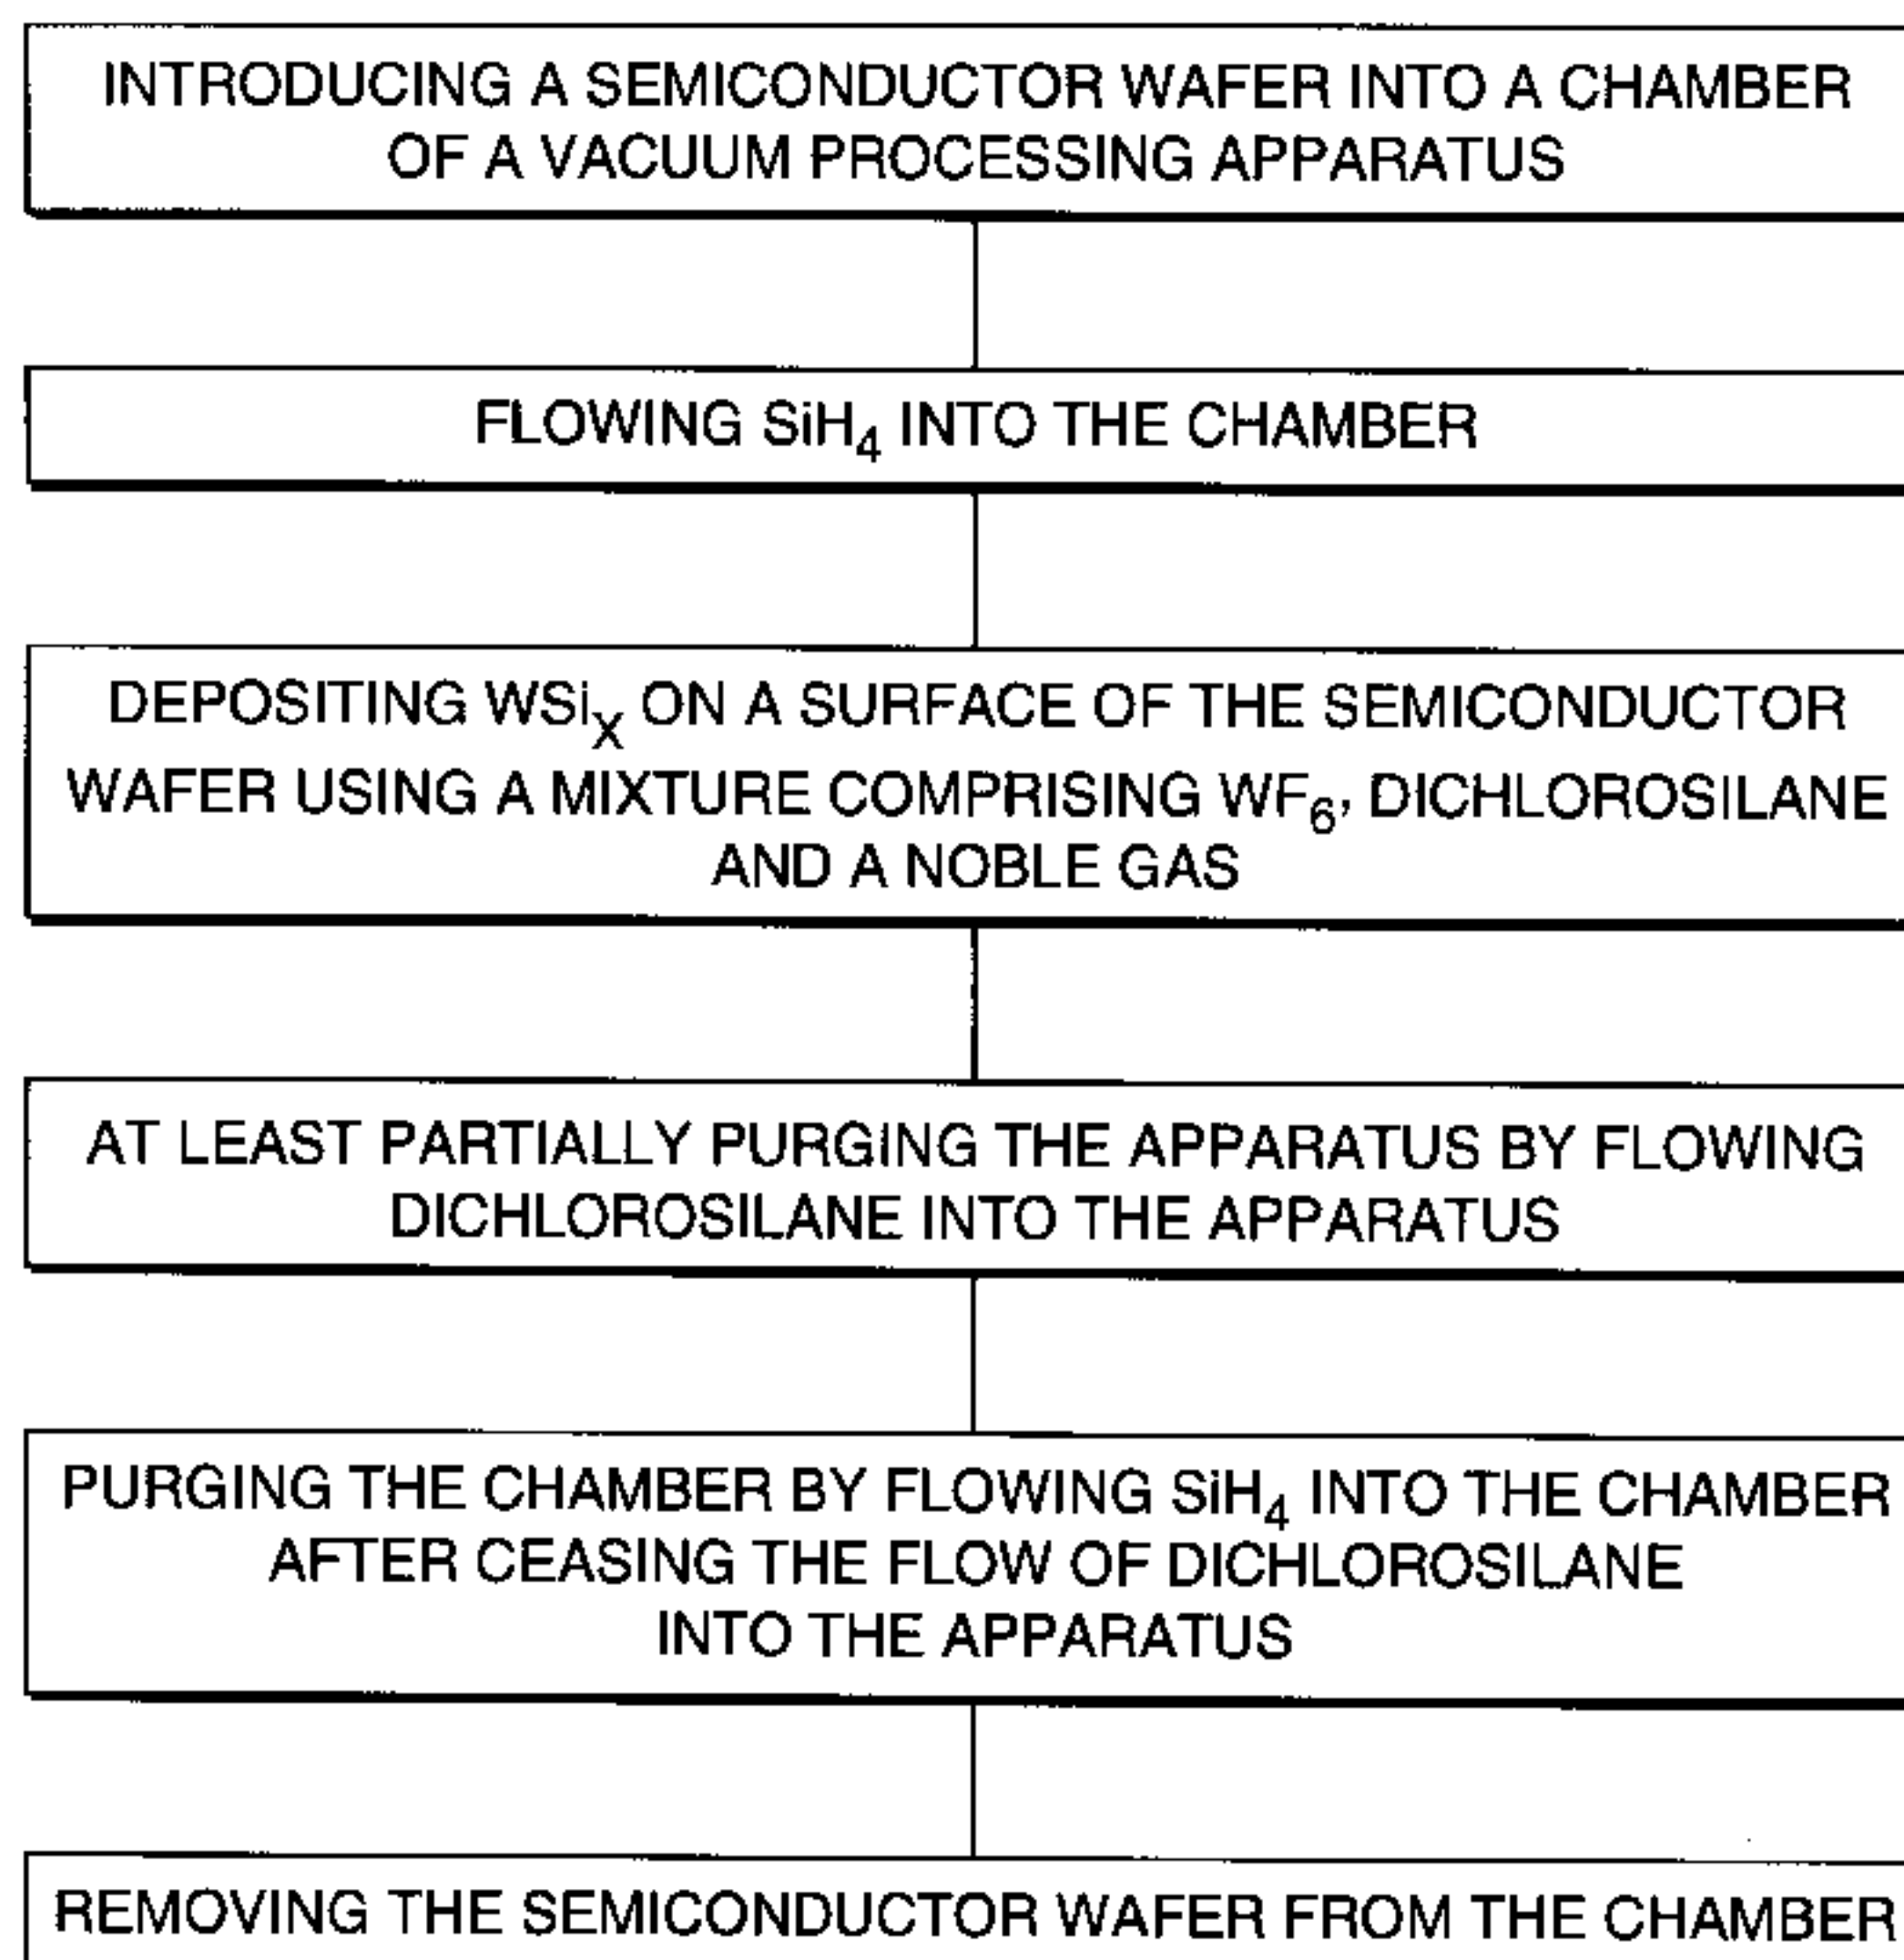 INTRODUCING A SEMICONDUCTOR WAFER INTO A CHAMBER
OF A VACUUM PROCESSING APPARATUS
FLOWING SiH₄ INTO THE CHAMBER
DEPOSITING WSiₓ ON A SURFACE OF THE SEMICONDUCTOR
WAFER USING A MIXTURE COMPRISING WF₆, DICHLOROSILANE
AND A NOBLE GAS
AT LEAST PARTIALLY PURGING THE APPARATUS BY FLOWING
DICHLOROSILANE INTO THE APPARATUS
PURGING THE CHAMBER BY FLOWING SiH₄ INTO THE CHAMBER
AFTER CEASING THE FLOW OF DICHLOROSILANE
INTO THE APPARATUS
REMOVING THE SEMICONDUCTOR WAFER FROM THE CHAMBER